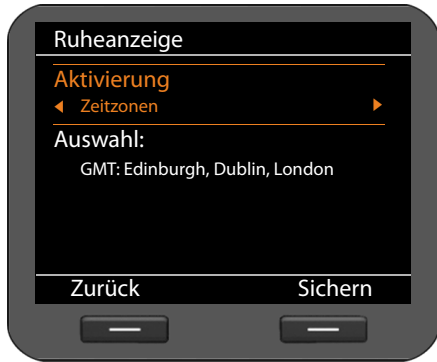 Ruheanzeige
Aktivierung
Zeitzonen
Auswahl:
GMT: Edinburgh, Dublin, London
Zurück Sichern